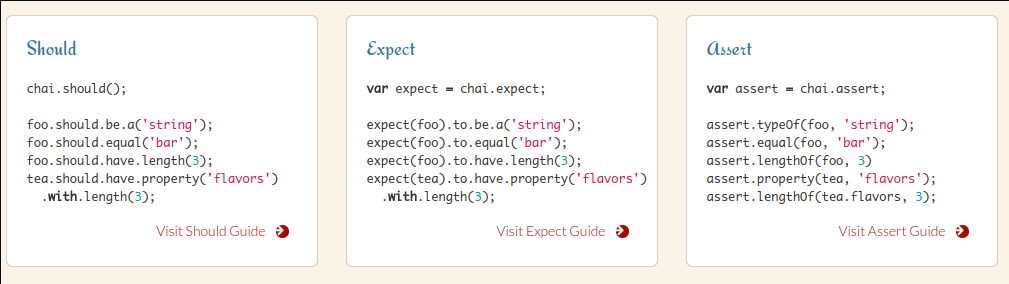 Should
chai.should();
foo.should.be.a('string');
foo.should.equal('bar');
foo.should.have.length(3);
tea.should.have.property('flavors')
  .with.length(3);
Visit Should Guide
Expect
var expect = chai.expect;
expect(foo).to.be.a('string');
expect(foo).to.equal('bar');
expect(foo).to.have.length(3);
expect(tea).to.have.property('flavors')
  .with.length(3);
Visit Expect Guide
Assert
var assert = chai.assert;
assert.typeOf(foo, 'string');
assert.equal(foo, 'bar');
assert.lengthOf(foo, 3)
assert.property(tea, 'flavors');
assert.lengthOf(tea.flavors, 3);
Visit Assert Guide